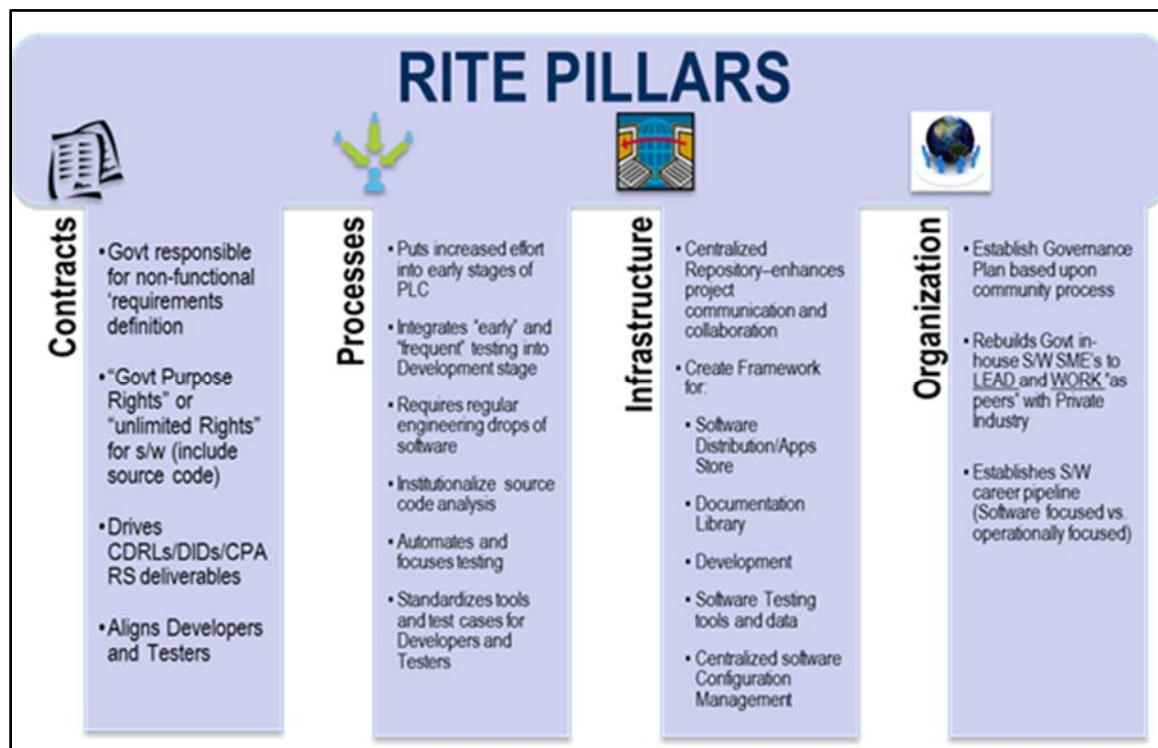 RITE PILLARS
Contracts
•Govt responsible
for non-functional
‘requirements
definition
•“Govt Purpose
Rights” or
“unlimited Rights”
for s/w (include
source code)
•Drives
CDRLs/DIDs/CPA
RS deliverables
•Aligns Developers
and Testers
Processes
•Puts increased effort
into early stages of
PLC
•Integrates “early” and
“frequent” testing into
Development stage
•Requires regular
engineering drops of
software
•Institutionalize source
code analysis
•Automates and
focuses testing
•Standardizes tools
and test cases for
Developers and
Testers
Infrastructure
•Centralized
Repository–enhances
project
communication and
collaboration
•Create Framework
for:
•Software
Distribution/Apps
Store
•Documentation
Library
•Development
•Software Testing
tools and data
•Centralized software
Configuration
Management
Organization
•Establish Governance
Plan based upon
community process
•Rebuilds Govt in-
house S/W SME’s to
LEAD and WORK “as
peers” with Private
Industry
•Establishes S/W
career pipeline
(Software focused vs.
operationally focused)